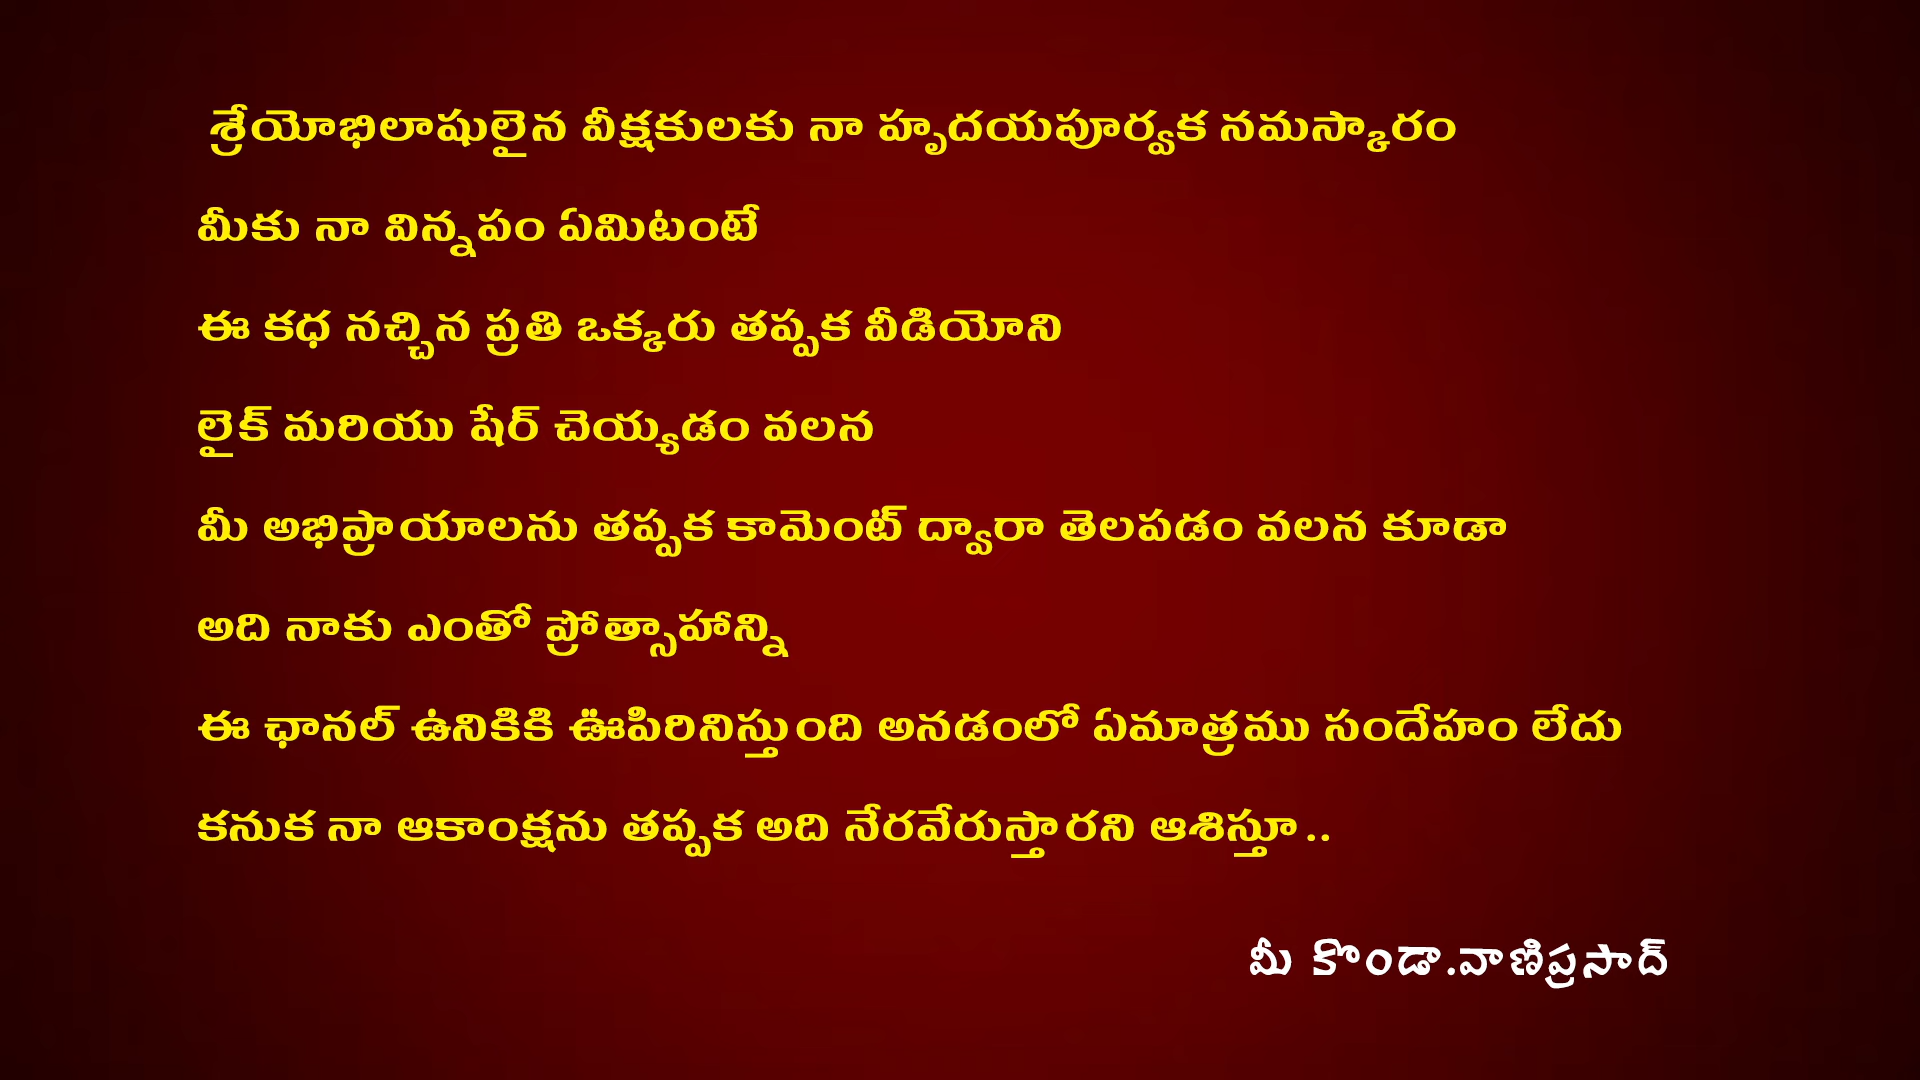 శ్రేయోభిలాషులైన వీక్షకులకు నా హృదయపూర్వక నమస్కారం
మీకు నా విన్నపం ఏమిటంటే
ఈ కధ నచ్చిన ప్రతి ఒక్కరు తప్పక వీడియోని
లైక్ మరియు షేర్ చెయ్యడం వలన
మీ అభిప్రాయాలను తప్పక కామెంట్ ద్వారా తెలపడం వలన కూడా
అది నాకు ఎంతో ప్రోత్సాహాన్ని
ఈ ఛానల్ ఉనికికి ఊపిరినిస్తుంది అనడంలో ఏమాత్రము సందేహం లేదు
కనుక నా ఆకాంక్షను తప్పక అది నేరవేరుస్తారని ఆశిస్తూ..
మీ కొండా.వాణిప్రసాద్